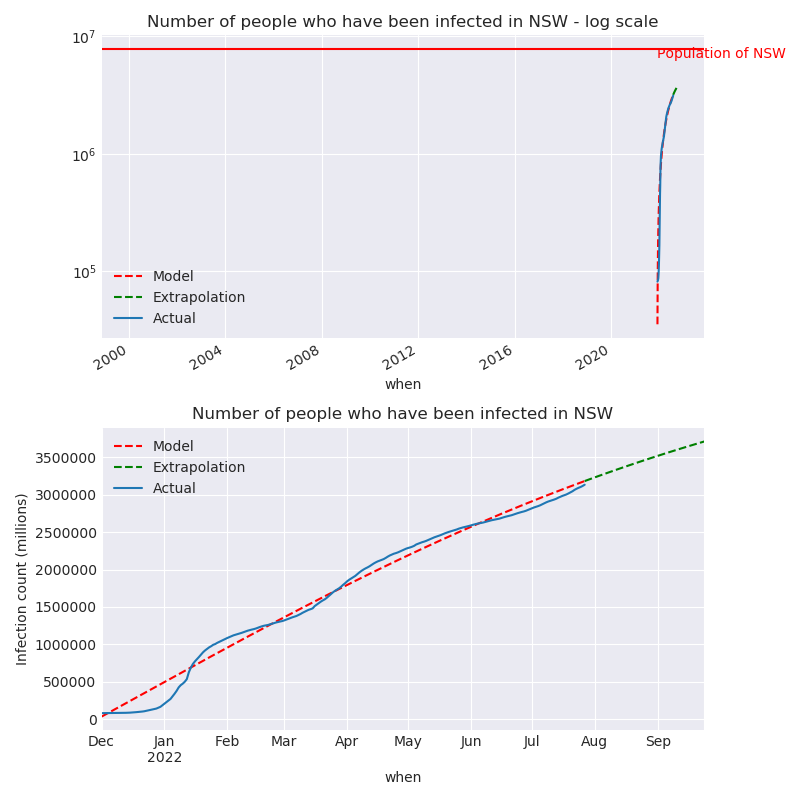 Number of people who have been infected in NSW - log scale
10^7
Population of NSW
10^6
10^5
Model
Extrapolation
Actual
2000
2004
2008
2012
2016
2020
when
Number of people who have been infected in NSW
Model
Extrapolation
Actual
3500000
3000000
2500000
2000000
1500000
1000000
500000
0
Infection count (millions)
Dec
Jan
2022
Feb
Mar
Apr
May
Jun
Jul
Aug
Sep
when